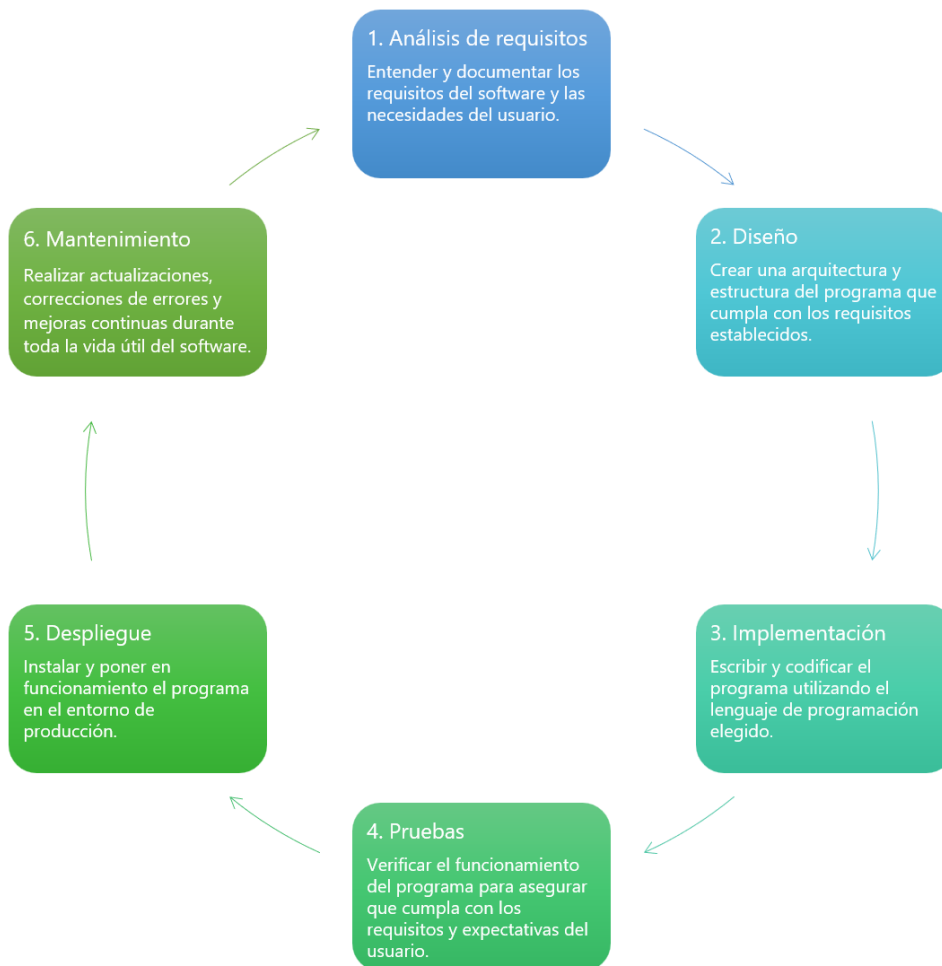 1. Análisis de requisitos
Entender y documentar los
requisitos del software y las
necesidades del usuario.
2. Diseño
Crear una arquitectura y
estructura del programa que
cumpla con los requisitos
establecidos.
3. Implementación
Escribir y codificar el
programa utilizando el
lenguaje de programación
elegido.
4. Pruebas
Verificar el funcionamiento
del programa para asegurar
que cumpla con los
requisitos y expectativas del
usuario.
5. Despliegue
Instalar y poner en
funcionamiento el programa
en el entorno de
producción.
6. Mantenimiento
Realizar actualizaciones,
correcciones de errores y
mejoras continuas durante
toda la vida útil del software.